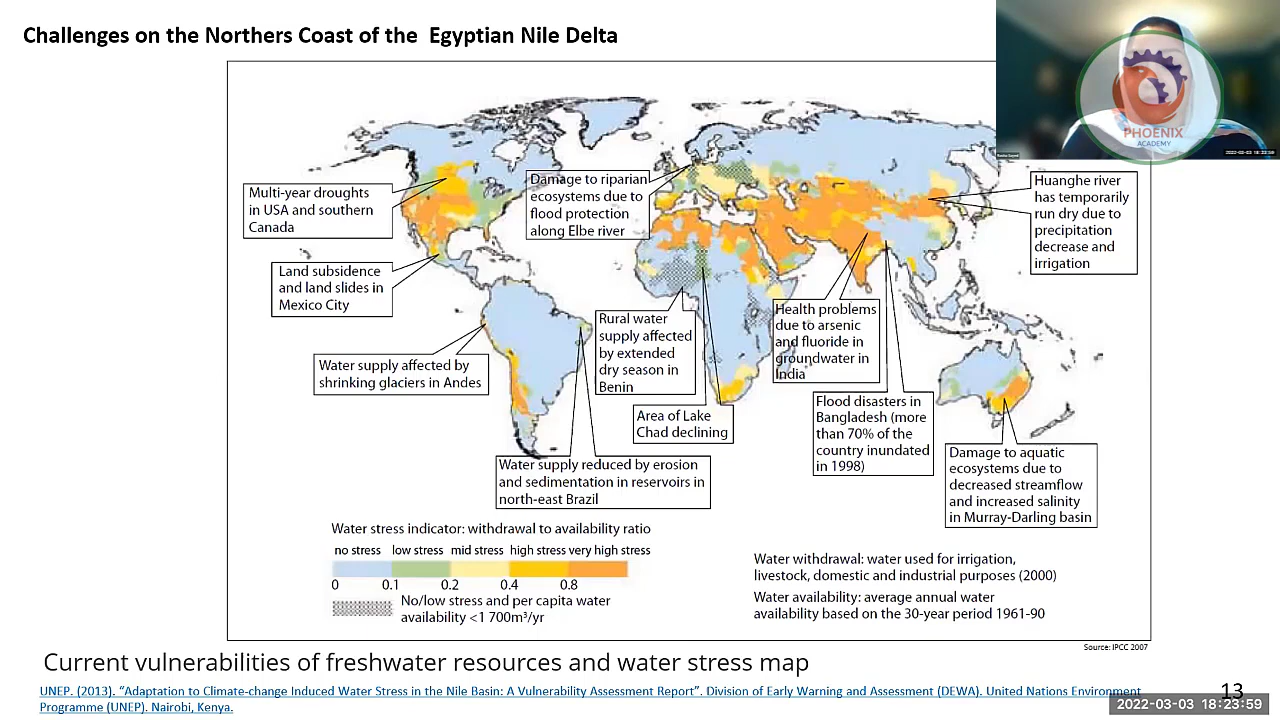 Challenges on the Northers Coast of the Egyptian Nile Delta
PHOENIX
ACADEMY
2022-03-03 18:23:59
Multi-year droughts
in USA and southern
Canada
Damage to riparian
ecosystems due to
flood protection
along Elbe river
Huanghe river
has temporarily
run dry due to
precipitation
decrease and
irrigation
Land subsidence
and land slides in
Mexico City
Rural water
supply affected
by extended
dry season in
Benin
Health problems
due to arsenic
and fluoride in
groundwater in
India
Water supply affected by
shrinking glaciers in Andes
Area of Lake
Chad declining
Flood disasters in
Bangladesh (more
than 70% of the
country inundated
in 1998)
Damage to aquatic
ecosystems due to
decreased streamflow
and increased salinity
in Murray-Darling basin
Water supply reduced by erosion
and sedimentation in reservoirs in
north-east Brazil
Water stress indicator: withdrawal to availability ratio
no stress low stress mid stress high stress very high stress
0 0.1 0.2 0.4 0.8
No/low stress and per capita water
availability <1 700m³/yr
Water withdrawal: water used for irrigation,
livestock, domestic and industrial purposes (2000)
Water availability: average annual water
availability based on the 30-year period 1961-90
Source: IPCC 2007
Current vulnerabilities of freshwater resources and water stress map
UNEP. (2013). “Adaptation to Climate-change Induced Water Stress in the Nile Basin: A Vulnerability Assessment Report”. Division of Early Warning and Assessment (DEWA). United Nations Environment
Programme (UNEP). Nairobi, Kenya.
13
2022-03-03 18:23:59